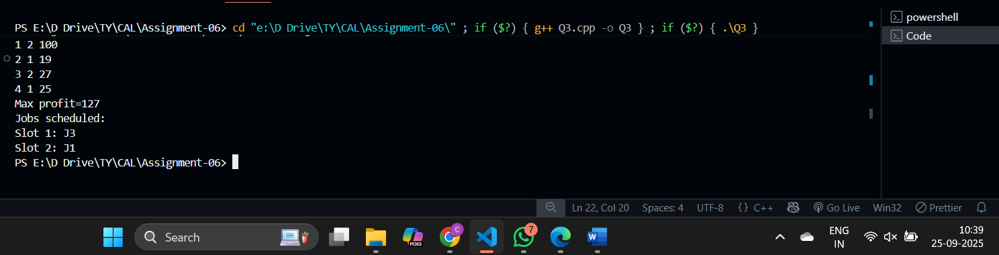 PS E:\D Drive\TY\CAL\Assignment-06> cd "e:\D Drive\TY\CAL\Assignment-06\" ; if ($?) { g++ Q3.cpp -o Q3 } ; if ($?) { .\Q3 }
1 2 100
2 1 19
3 2 27
4 1 25
Max profit=127
Jobs scheduled:
Slot 1: J3
Slot 2: J1
PS E:\D Drive\TY\CAL\Assignment-06>
powershell
Code
Ln 22, Col 20 Spaces: 4 UTF-8 {} C++ Go Live Win32 Prettier
Search
M365
C
7
W
ENG
IN
10:39
25-09-2025